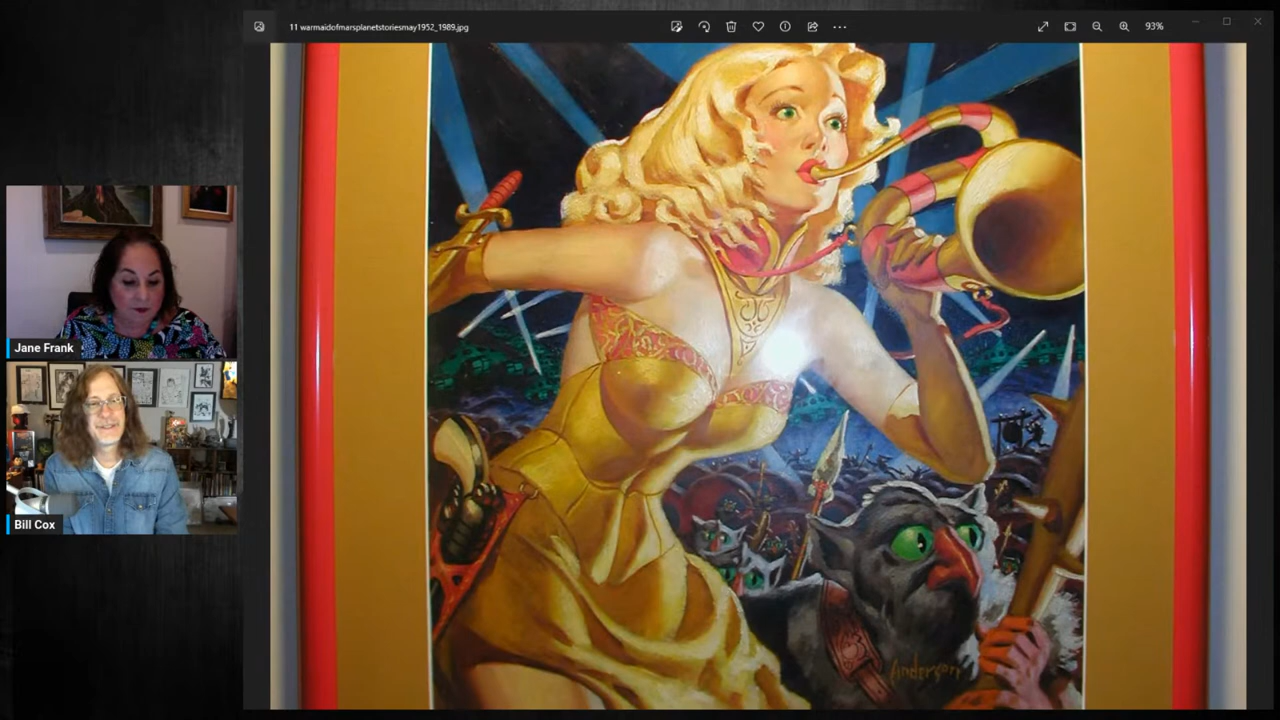 11 warmaidofmarsplanetstoriesmay1952_1989.jpg
93%
Jane Frank
Bill Cox
Anderson